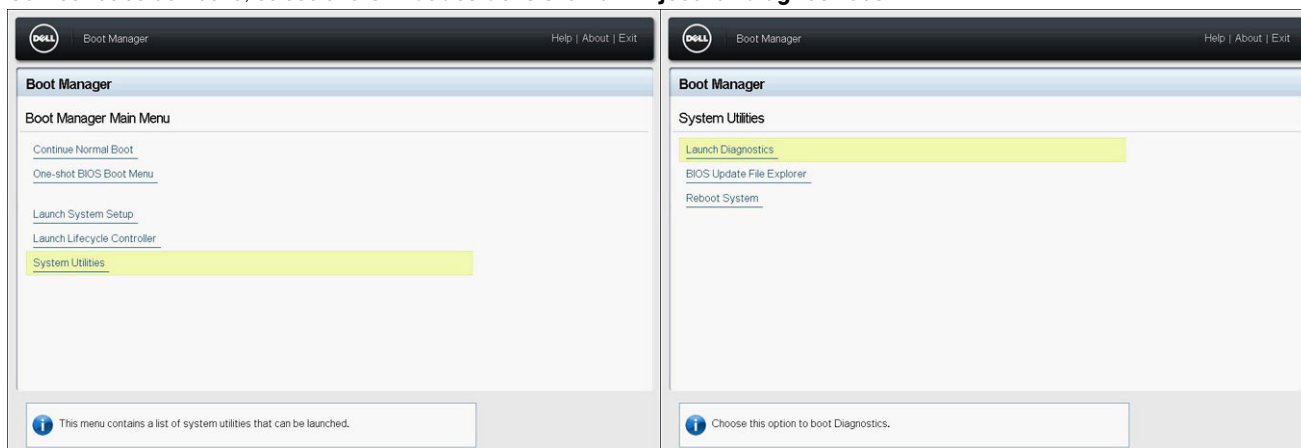 DELL
Boot Manager
Help | About | Exit
Boot Manager
Boot Manager Main Menu
Continue Normal Boot
One-shot BIOS Boot Menu
Launch System Setup
Launch Lifecycle Controller
System Utilities
This menu contains a list of system utilities that can be launched.
DELL
Boot Manager
Help | About | Exit
Boot Manager
System Utilities
Launch Diagnostics
BIOS Update File Explorer
Reboot System
Choose this option to boot Diagnostics.